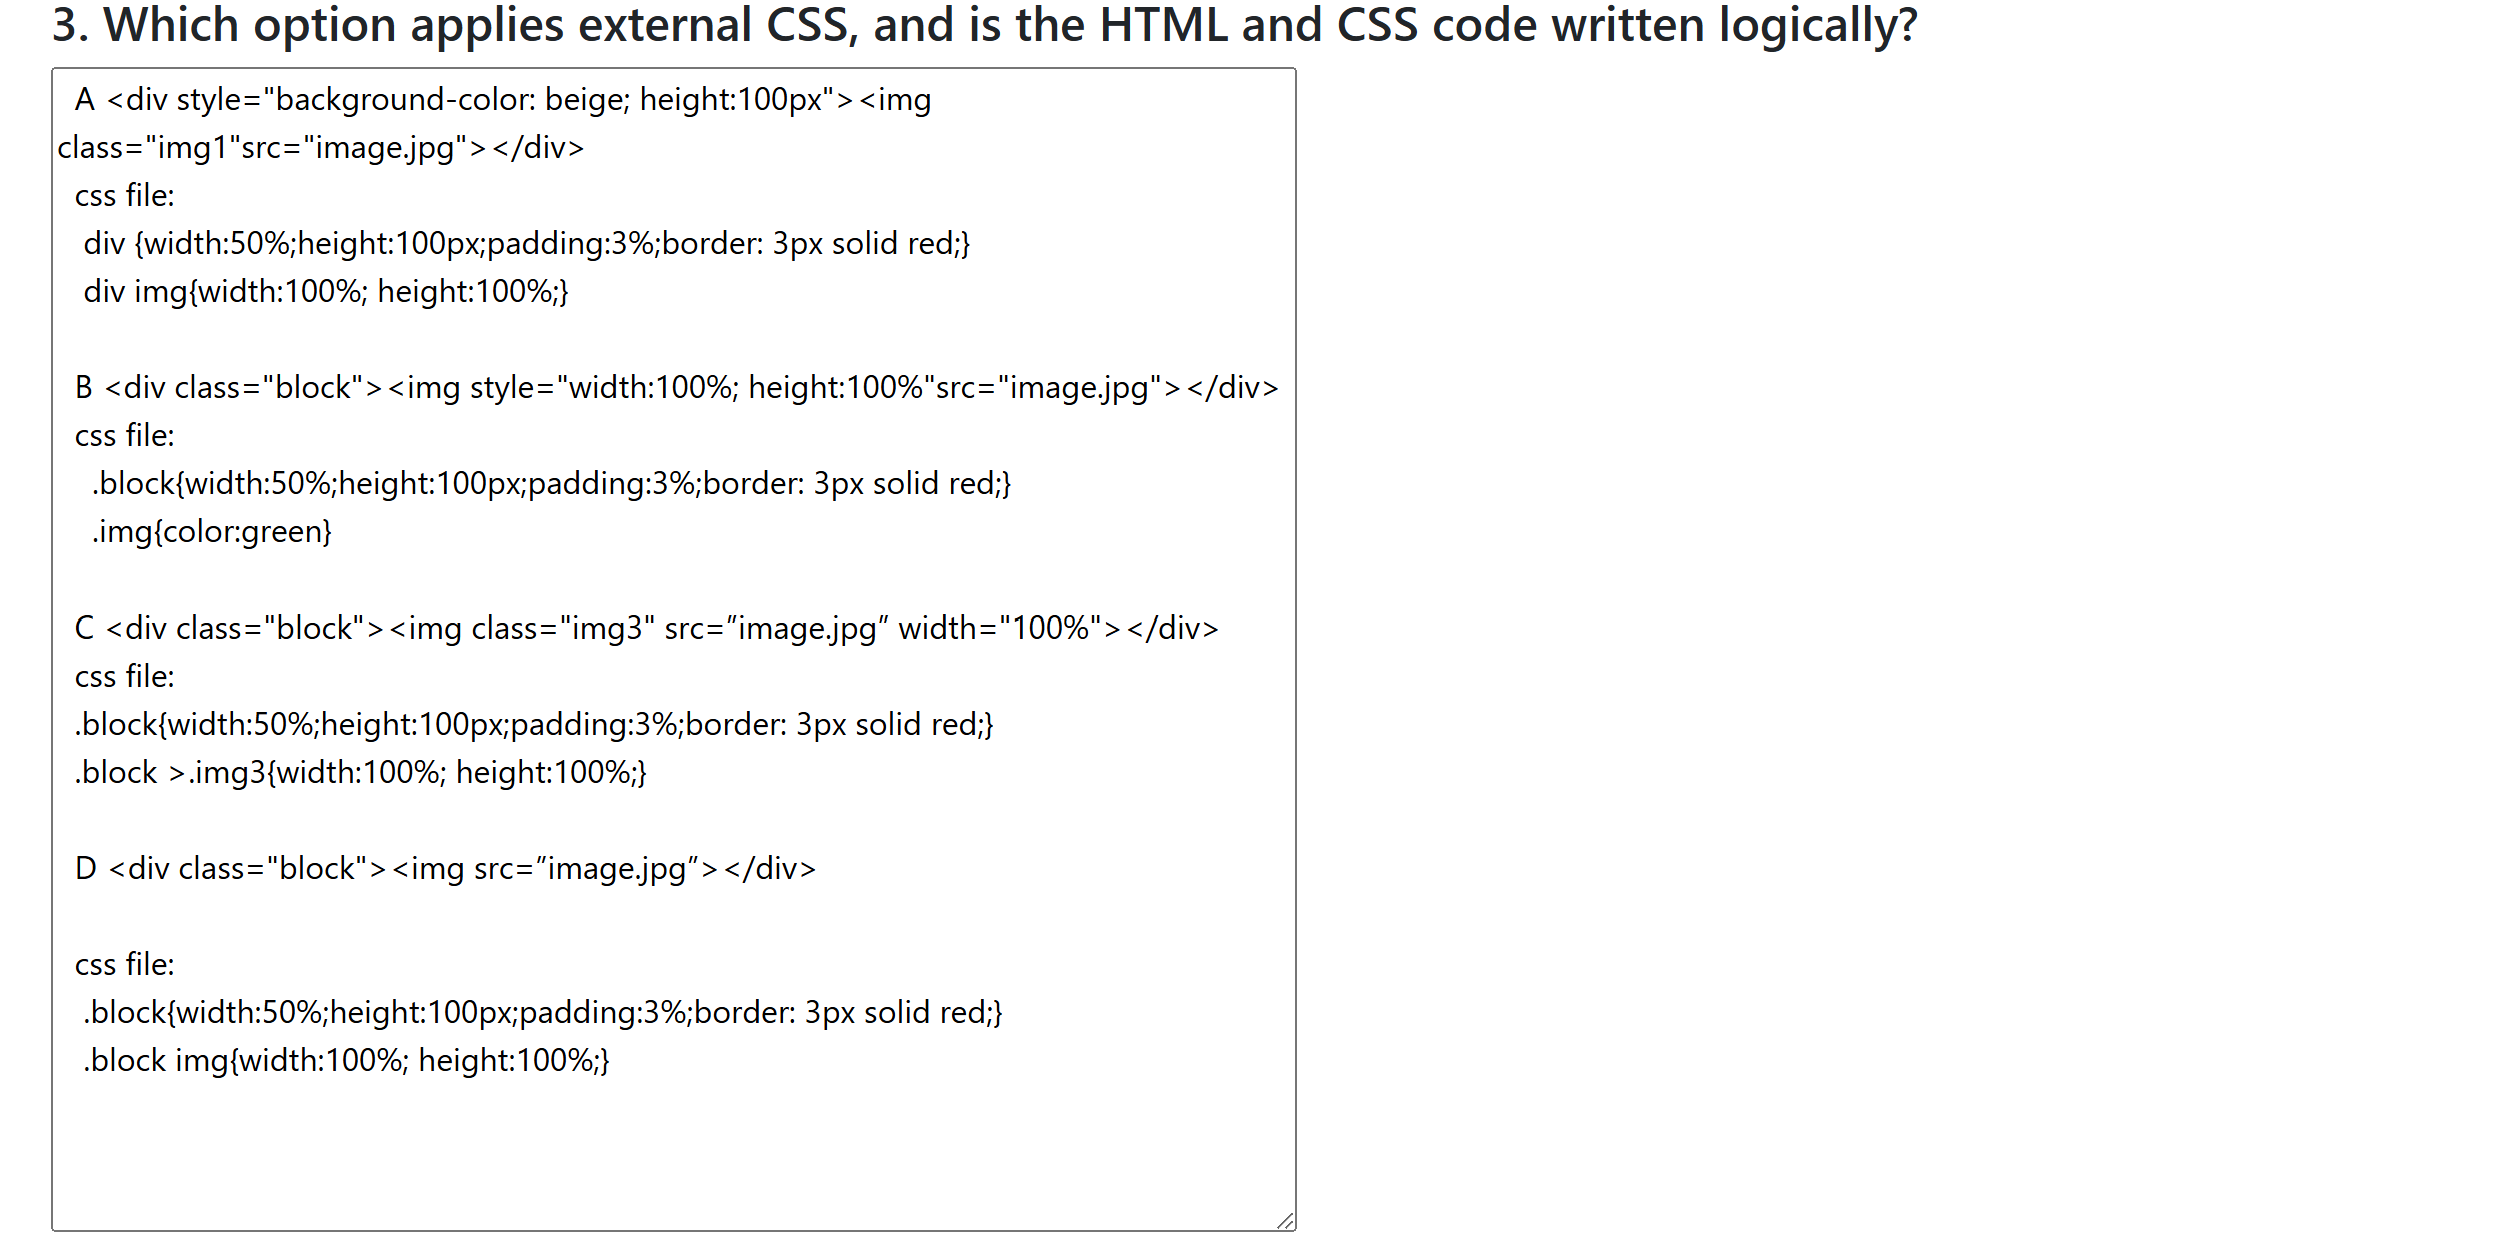 3. Which option applies external CSS, and is the HTML and CSS code written logically?
A <div style="background-color: beige; height:100px"><img
class="img1"src="image.jpg"></div>
css file:
div {width:50%;height:100px;padding:3%;border: 3px solid red;}
div img{width:100%; height:100%;}
B <div class="block"><img style="width:100%; height:100%"src="image.jpg"></div>
css file:
.block{width:50%;height:100px;padding:3%;border: 3px solid red;}
.img{color:green}
C <div class="block"><img class="img3" src=”image.jpg” width="100%"></div>
css file:
.block{width:50%;height:100px;padding:3%;border: 3px solid red;}
.block >.img3{width:100%; height:100%;}
D <div class="block"><img src=”image.jpg”></div>
css file:
.block{width:50%;height:100px;padding:3%;border: 3px solid red;}
.block img{width:100%; height:100%;}